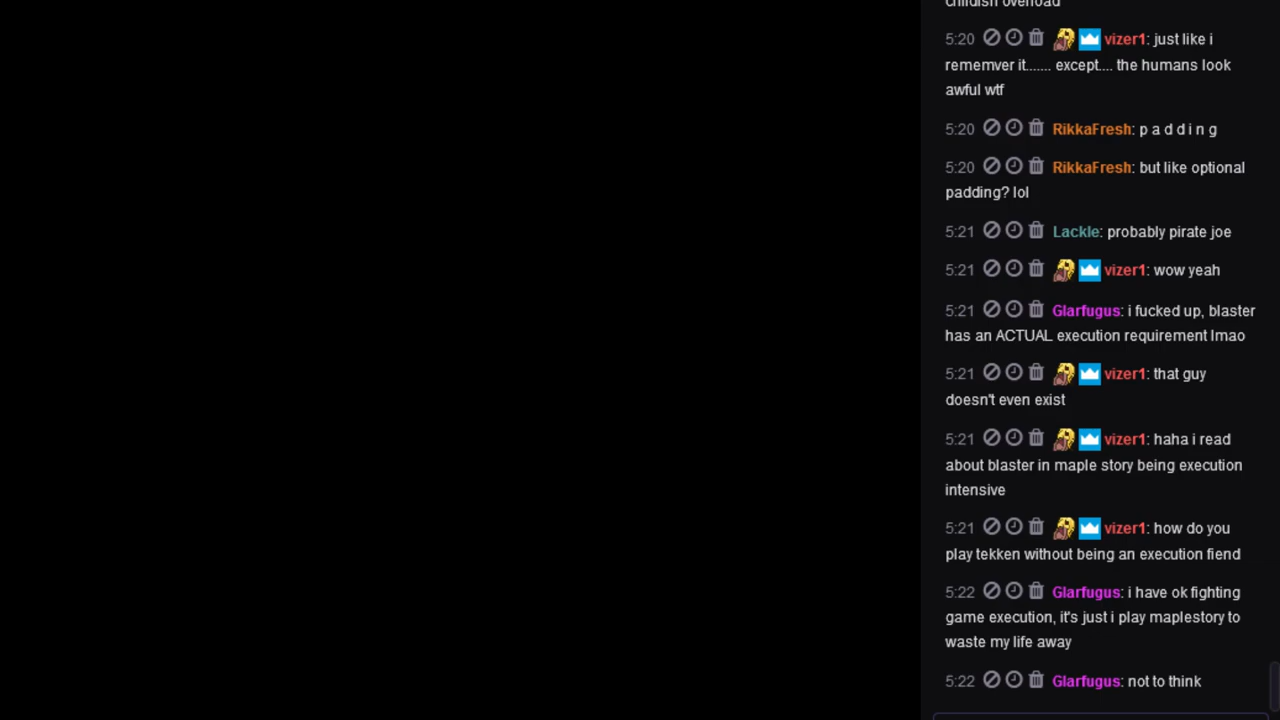 childish overload
5:20 vizer1: just like i
rememver it....... except.... the humans look
awful wtf
5:20 RikkaFresh: p a d d i n g
5:20 RikkaFresh: but like optional
padding? lol
5:21 Lackle: probably pirate joe
5:21 vizer1: wow yeah
5:21 Glarfugus: i fucked up, blaster
has an ACTUAL execution requirement lmao
5:21 vizer1: that guy
doesn't even exist
5:21 vizer1: haha i read
about blaster in maple story being execution
intensive
5:21 vizer1: how do you
play tekken without being an execution fiend
5:22 Glarfugus: i have ok fighting
game execution, it's just i play maplestory to
waste my life away
5:22 Glarfugus: not to think